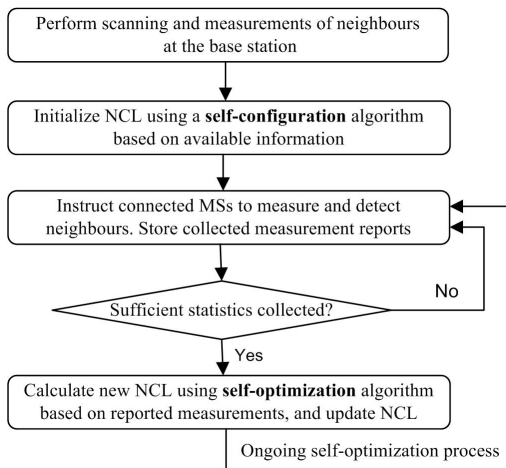 Perform scanning and measurements of neighbours
at the base station
Initialize NCL using a self-configuration algorithm
based on available information
Instruct connected MSs to measure and detect
neighbours. Store collected measurement reports
Sufficient statistics collected?
No
Yes
Calculate new NCL using self-optimization algorithm
based on reported measurements, and update NCL
Ongoing self-optimization process